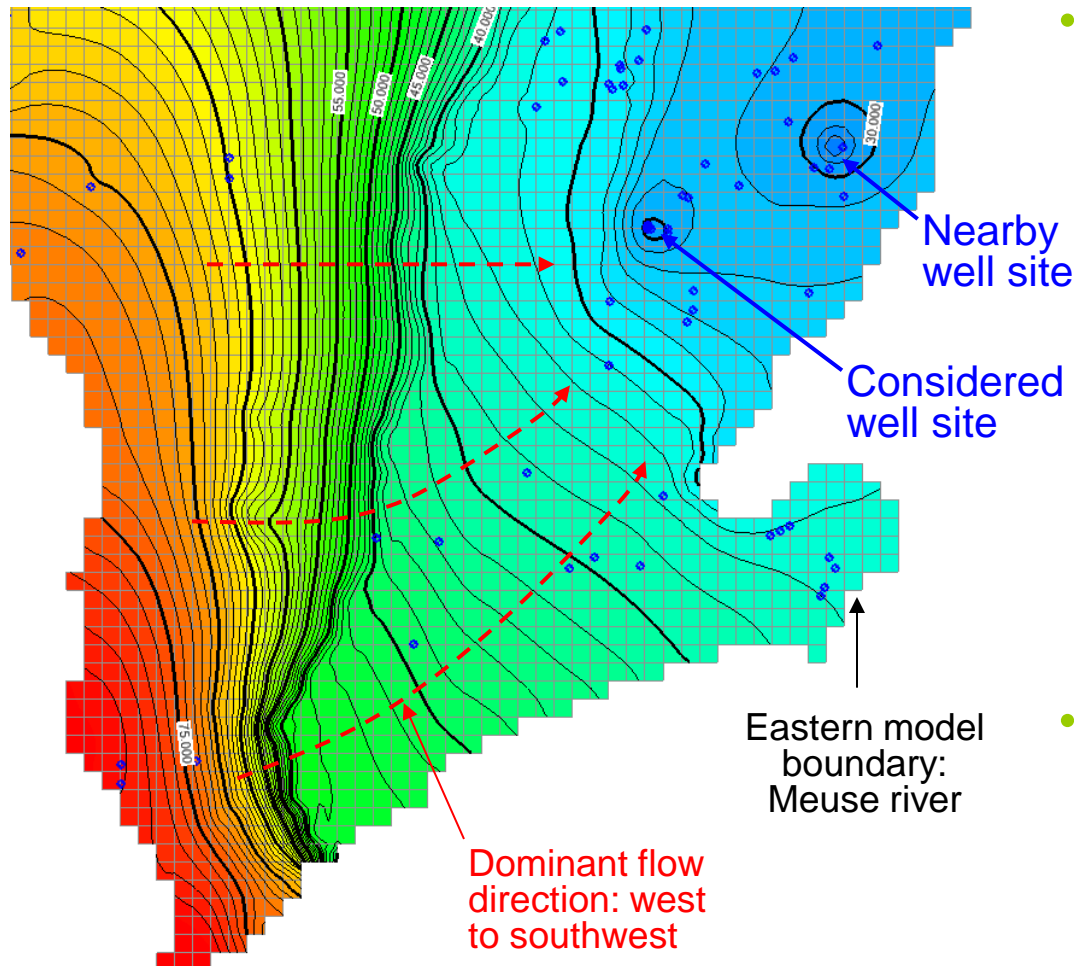 40.000
45.000
50.000
55.000
30.000
Nearby
well site
Considered
well site
75.000
Eastern model
boundary:
Meuse river
Dominant flow
direction: west
to southwest